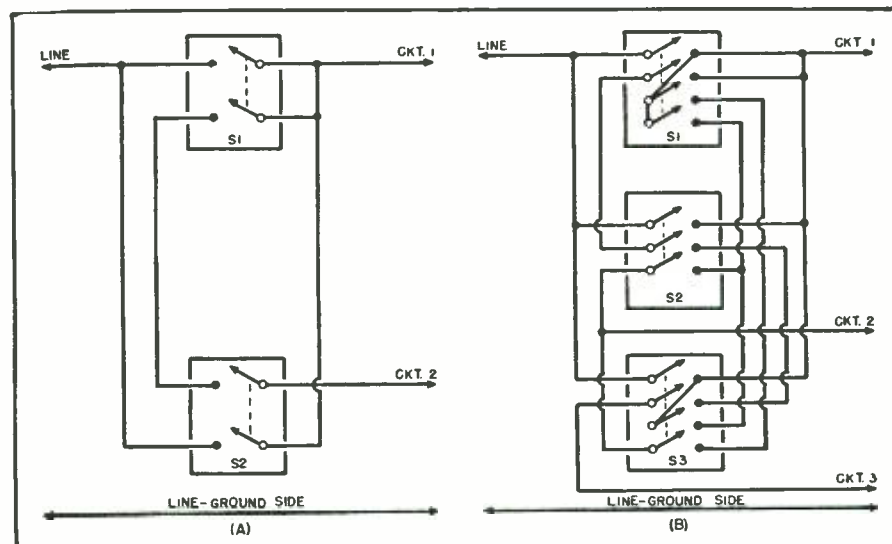 LINE
CKT. 1
S1
CKT. 2
S2
LINE-GROUND SIDE
(A)
LINE
CKT. 1
S1
S2
CKT. 2
S3
CKT. 3
LINE-GROUND SIDE
(B)